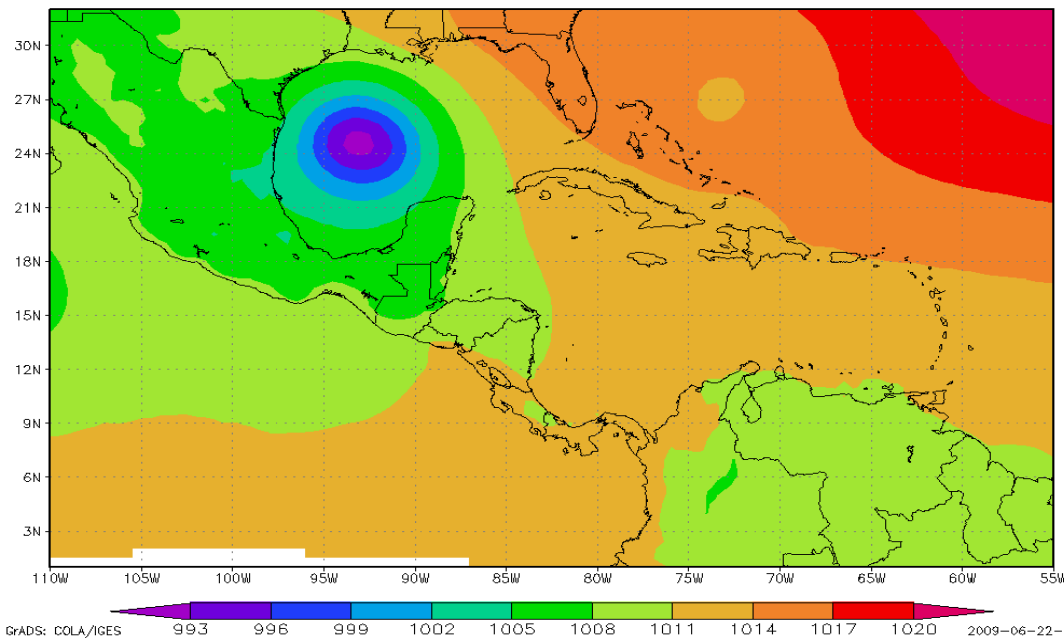 30N
27N
24N
21N
18N
15N
12N
9N
6N
3N
110W 105W 100W 95W 90W 85W 80W 75W 70W 65W 60W 55W
993 996 999 1002 1005 1008 1011 1014 1017 1020
GrADS: COLA/IGES 2009-06-22-